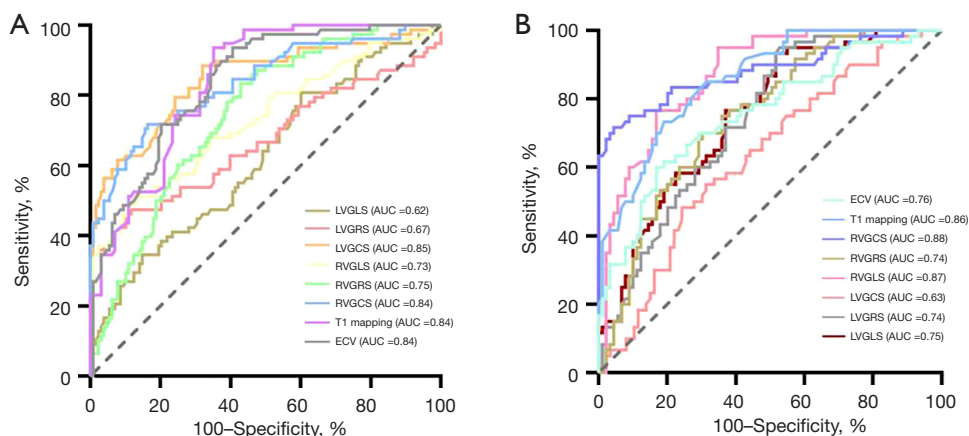 A
Sensitivity, %
100
80
60
40
20
0
LVGLS (AUC =0.62)
LVGRS (AUC =0.67)
LVGCS (AUC =0.85)
RVGLS (AUC =0.73)
RVGRS (AUC =0.75)
RVGCS (AUC =0.84)
T1 mapping (AUC =0.84)
ECV (AUC =0.84)
0 20 40 60 80 100
100–Specificity, %
B
Sensitivity, %
100
80
60
40
20
0
ECV (AUC =0.76)
T1 mapping (AUC =0.86)
RVGCS (AUC =0.88)
RVGRS (AUC =0.74)
RVGLS (AUC =0.87)
LVGCS (AUC =0.63)
LVGRS (AUC =0.74)
LVGLS (AUC =0.75)
0 20 40 60 80 100
100–Specificity, %